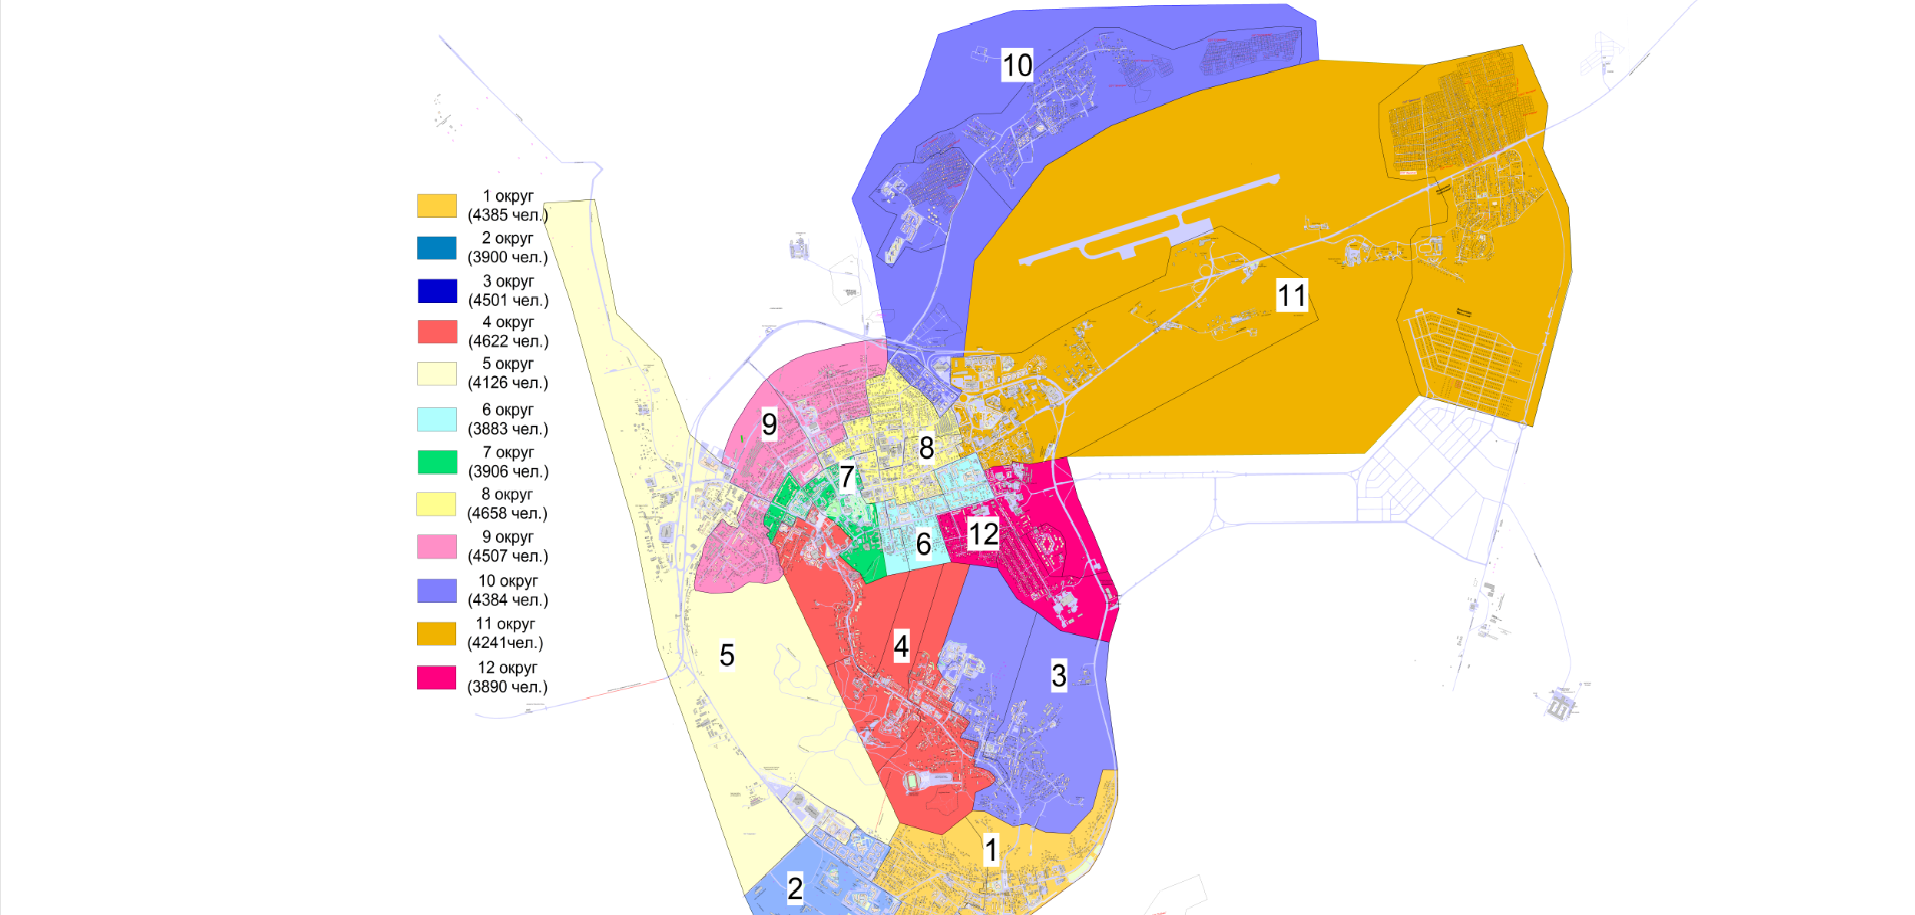 1 округ
(4385 чел.)
2 округ
(3900 чел.)
3 округ
(4501 чел.)
4 округ
(4622 чел.)
5 округ
(4126 чел.)
6 округ
(3883 чел.)
7 округ
(3906 чел.)
8 округ
(4658 чел.)
9 округ
(4507 чел.)
10 округ
(4384 чел.)
11 округ
(4241чел.)
12 округ
(3890 чел.)
10
11
9
8
7
6
12
4
5
3
1
2